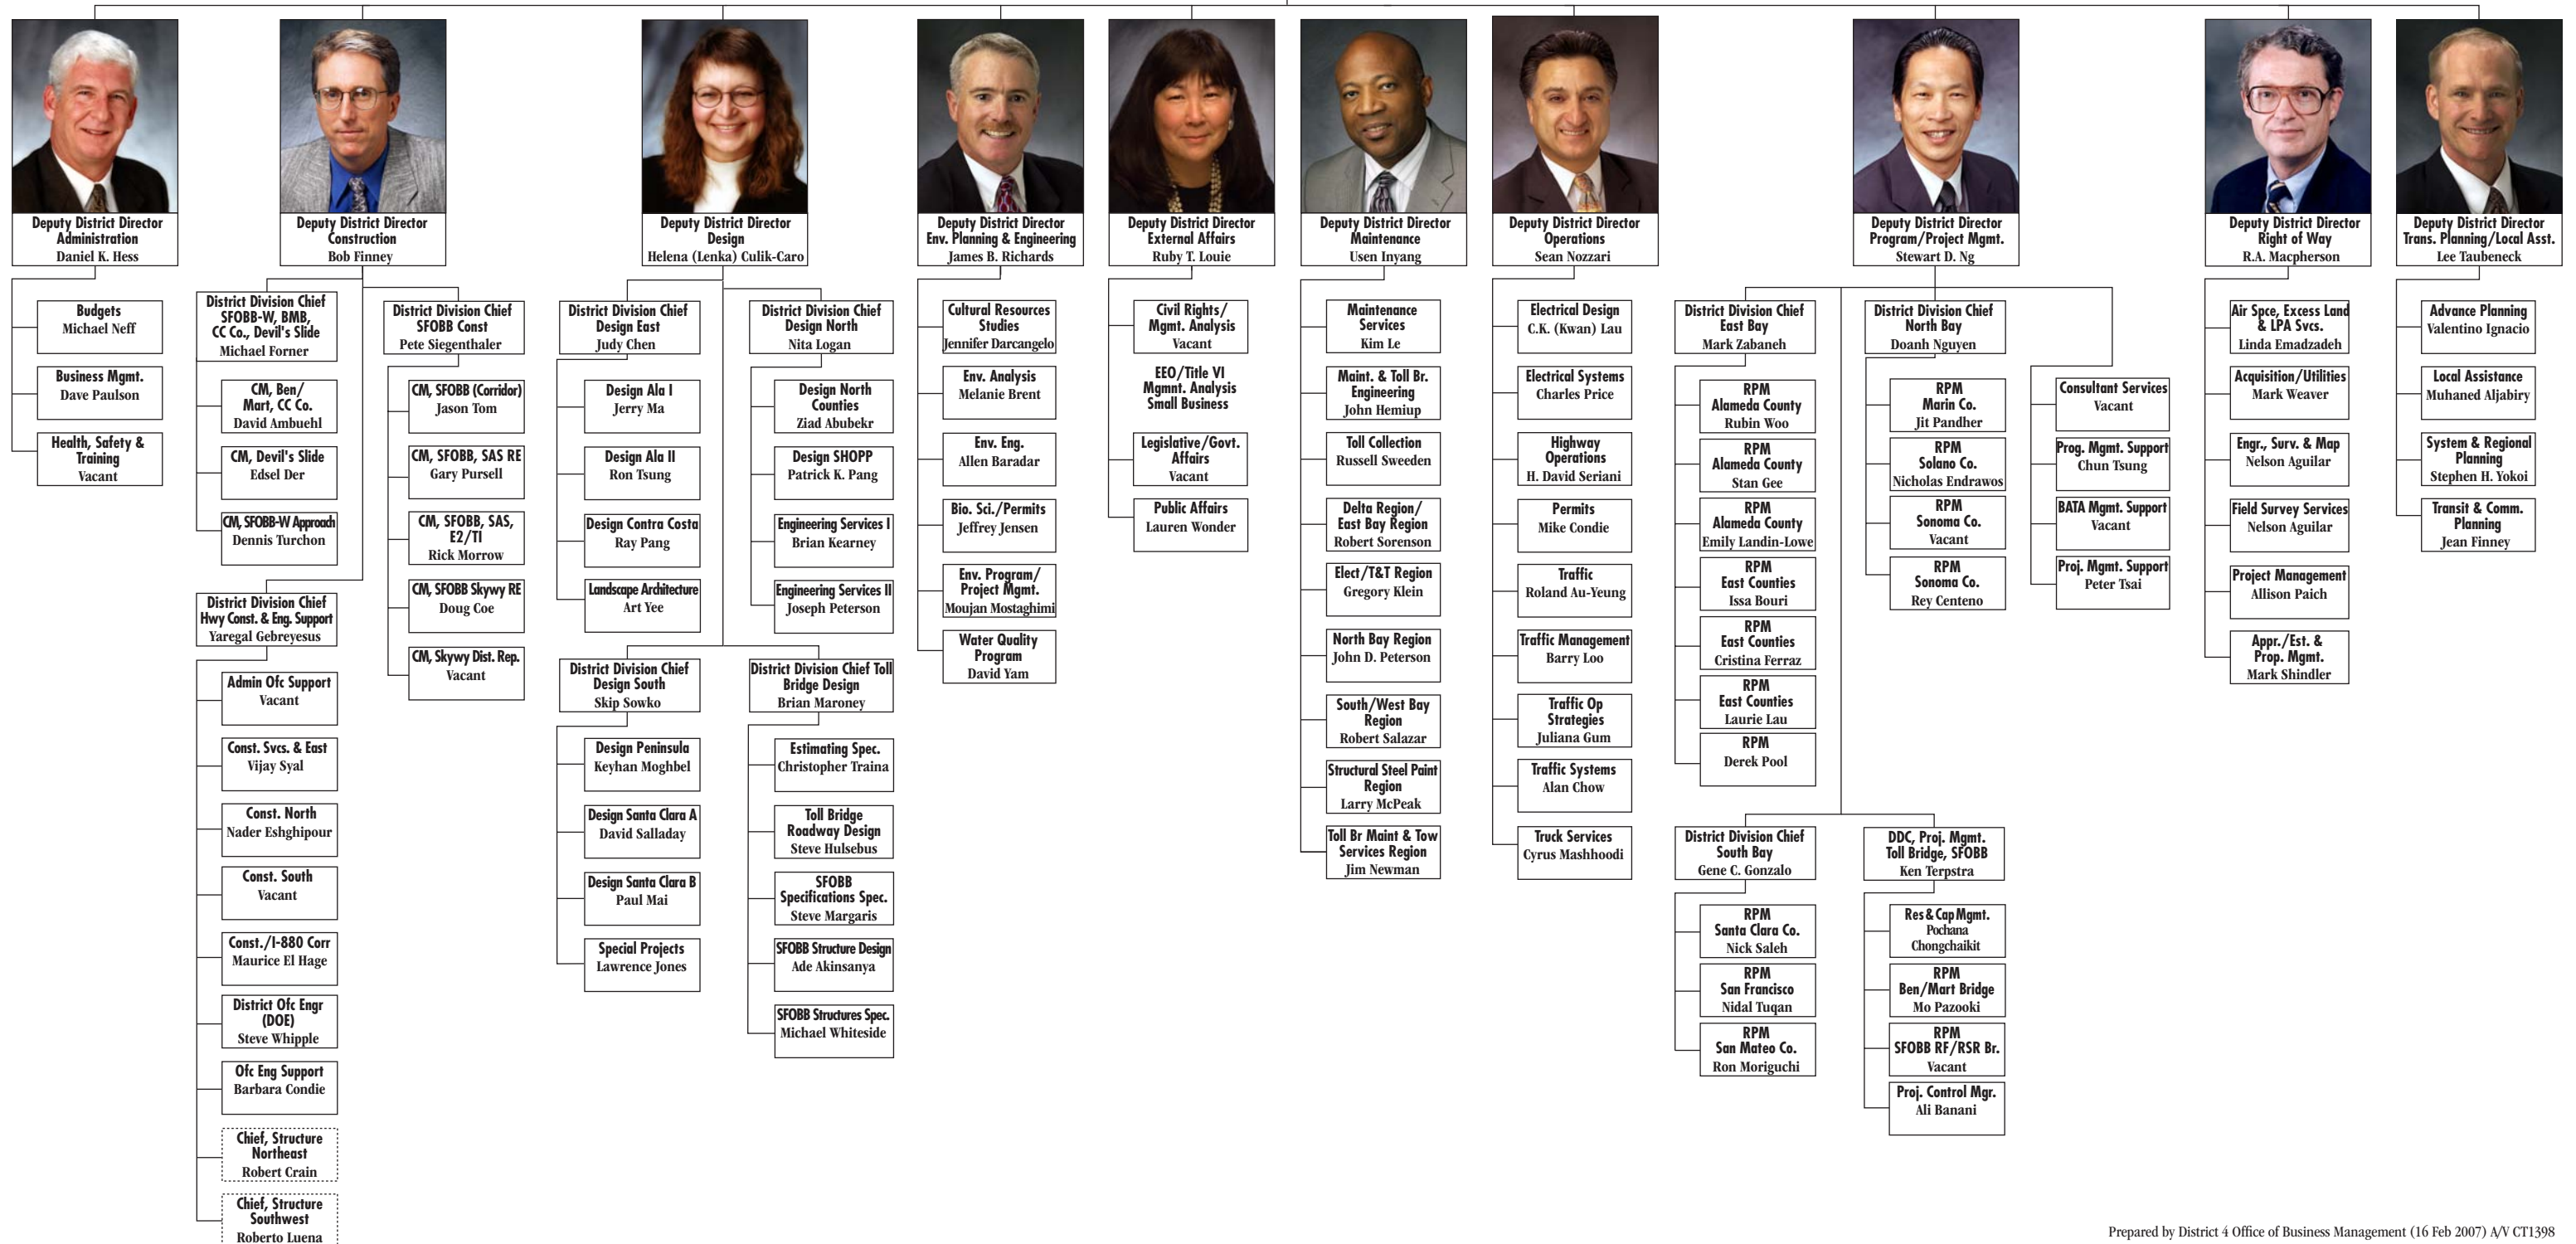 Deputy District Director
Administration
Daniel K. Hess
Budgets
Michael Neff
Business Mgmt.
Dave Paulson
Health, Safety &
Training
Vacant
Deputy District Director
Construction
Bob Finney
District Division Chief
SFOBB-W, BMB,
CC Co., Devil's Slide
Michael Forner
CM, Ben/
Mart, CC Co.
David Ambuehl
CM, Devil's Slide
Edsel Der
CM, SFOBB-W Approach
Dennis Turchon
District Division Chief
SFOBB Const
Pete Siegenthaler
CM, SFOBB (Corridor)
Jason Tom
CM, SFOBB, SAS RE
Gary Pursell
CM, SFOBB, SAS,
E2/TI
Rick Morrow
CM, SFOBB Skywy RE
Doug Coe
CM, Skywy Dist. Rep.
Vacant
District Division Chief
Hwy Const. & Eng. Support
Yaregal Gebreyesus
Admin Ofc Support
Vacant
Const. Svcs. & East
Vijay Syal
Const. North
Nader Eshghipour
Const. South
Vacant
Const./I-880 Corr
Maurice El Hage
District Ofc Engr
(DOE)
Steve Whipple
Ofc Eng Support
Barbara Condie
Chief, Structure
Northeast
Robert Crain
Chief, Structure
Southwest
Roberto Luena
Deputy District Director
Design
Helena (Lenka) Culik-Caro
District Division Chief
Design East
Judy Chen
Design Ala I
Jerry Ma
Design Ala II
Ron Tsung
Design Contra Costa
Ray Pang
Landscape Architecture
Art Yee
District Division Chief
Design North
Nita Logan
Design North
Counties
Ziad Abubekr
Design SHOPP
Patrick K. Pang
Engineering Services I
Brian Kearney
Engineering Services II
Joseph Peterson
District Division Chief
Design South
Skip Sowko
Design Peninsula
Keyhan Moghbel
Design Santa Clara A
David Salladay
Design Santa Clara B
Paul Mai
Special Projects
Lawrence Jones
District Division Chief Toll
Bridge Design
Brian Maroney
Estimating Spec.
Christopher Traina
Toll Bridge
Roadway Design
Steve Hulsebus
SFOBB
Specifications Spec.
Steve Margaris
SFOBB Structure Design
Ade Akinsanya
SFOBB Structures Spec.
Michael Whiteside
Deputy District Director
Env. Planning & Engineering
James B. Richards
Cultural Resources
Studies
Jennifer Darcangelo
Env. Analysis
Melanie Brent
Env. Eng.
Allen Baradar
Bio. Sci./Permits
Jeffrey Jensen
Env. Program/
Project Mgmt.
Moujan Mostaghimi
Water Quality
Program
David Yam
Deputy District Director
External Affairs
Ruby T. Louie
Civil Rights/
Mgmt. Analysis
Vacant
EEO/Title VI
Mgmnt. Analysis
Small Business
Legislative/Govt.
Affairs
Vacant
Public Affairs
Lauren Wonder
Deputy District Director
Maintenance
Usen Inyang
Maintenance
Services
Kim Le
Maint. & Toll Br.
Engineering
John Hemiup
Toll Collection
Russell Sweeden
Delta Region/
East Bay Region
Robert Sorenson
Elect/T&T Region
Gregory Klein
North Bay Region
John D. Peterson
South/West Bay
Region
Robert Salazar
Structural Steel Paint
Region
Larry McPeak
Toll Br Maint & Tow
Services Region
Jim Newman
Deputy District Director
Operations
Sean Nozzari
Electrical Design
C.K. (Kwan) Lau
Electrical Systems
Charles Price
Highway
Operations
H. David Seriani
Permits
Mike Condie
Traffic
Roland Au-Yeung
Traffic Management
Barry Loo
Traffic Op
Strategies
Juliana Gum
Traffic Systems
Alan Chow
Truck Services
Cyrus Mashhoodi
Deputy District Director
Program/Project Mgmt.
Stewart D. Ng
District Division Chief
East Bay
Mark Zabaneh
RPM
Alameda County
Rubin Woo
RPM
Alameda County
Stan Gee
RPM
Alameda County
Emily Landin-Lowe
RPM
East Counties
Issa Bouri
RPM
East Counties
Cristina Ferraz
RPM
East Counties
Laurie Lau
RPM
Derek Pool
District Division Chief
North Bay
Doanh Nguyen
RPM
Marin Co.
Jit Pandher
RPM
Solano Co.
Nicholas Endrawos
RPM
Sonoma Co.
Vacant
RPM
Sonoma Co.
Rey Centeno
Consultant Services
Vacant
Prog. Mgmt. Support
Chun Tsung
BATA Mgmt. Support
Vacant
Proj. Mgmt. Support
Peter Tsai
District Division Chief
South Bay
Gene C. Gonzalo
RPM
Santa Clara Co.
Nick Saleh
RPM
San Francisco
Nidal Tuqan
RPM
San Mateo Co.
Ron Moriguchi
DDC, Proj. Mgmt.
Toll Bridge, SFOBB
Ken Terpstra
Res & Cap Mgmt.
Pochana
Chongchaikit
RPM
Ben/Mart Bridge
Mo Pazooki
RPM
SFOBB RF/RSR Br.
Vacant
Proj. Control Mgr.
Ali Banani
Deputy District Director
Right of Way
R.A. Macpherson
Air Spce, Excess Land
& LPA Svcs.
Linda Emadzadeh
Acquisition/Utilities
Mark Weaver
Engr., Surv. & Map
Nelson Aguilar
Field Survey Services
Nelson Aguilar
Project Management
Allison Paich
Appr./Est. &
Prop. Mgmt.
Mark Shindler
Deputy District Director
Trans. Planning/Local Asst.
Lee Taubeneck
Advance Planning
Valentino Ignacio
Local Assistance
Muhaned Aljabiry
System & Regional
Planning
Stephen H. Yokoi
Transit & Comm.
Planning
Jean Finney
Prepared by District 4 Office of Business Management (16 Feb 2007) A/V CT1398